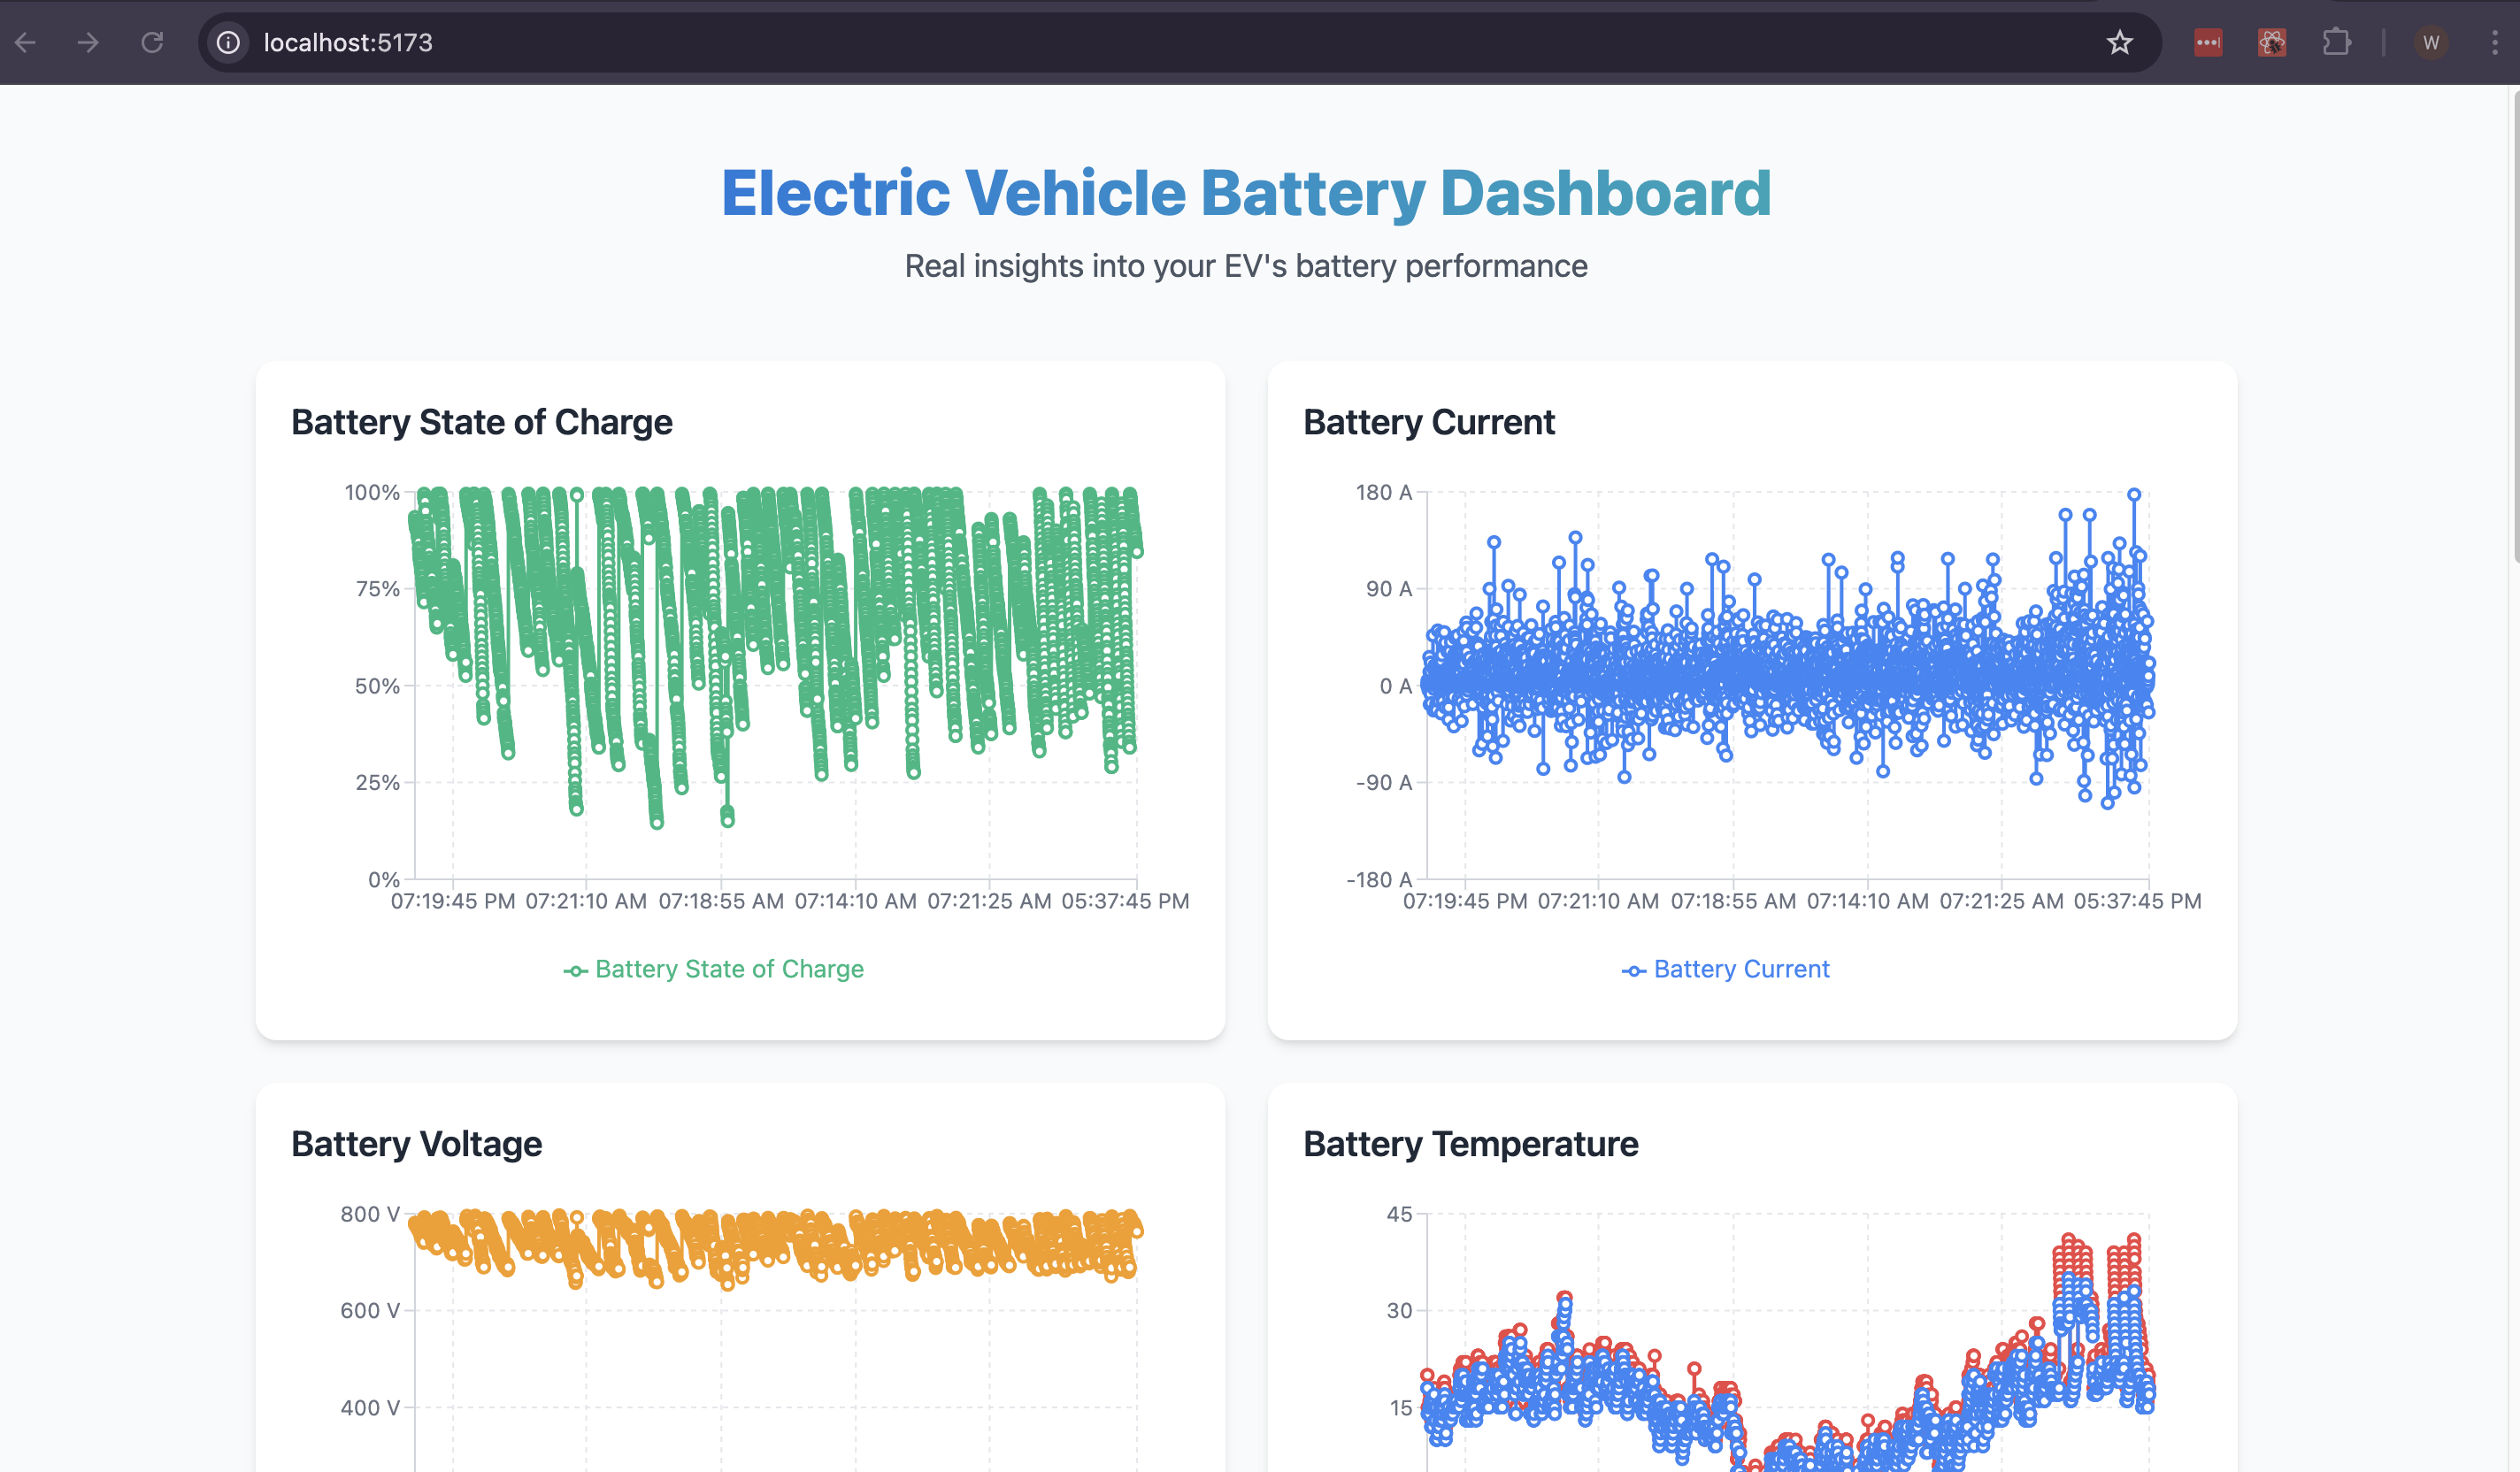 localhost:5173
W
Electric Vehicle Battery Dashboard
Real insights into your EV's battery performance
Battery State of Charge
100%
75%
50%
25%
0%
07:19:45 PM 07:21:10 AM 07:18:55 AM 07:14:10 AM 07:21:25 AM 05:37:45 PM
Battery State of Charge
Battery Current
180 A
90 A
0 A
-90 A
-180 A
07:19:45 PM 07:21:10 AM 07:18:55 AM 07:14:10 AM 07:21:25 AM 05:37:45 PM
Battery Current
Battery Voltage
800 V
600 V
400 V
Battery Temperature
45
30
15